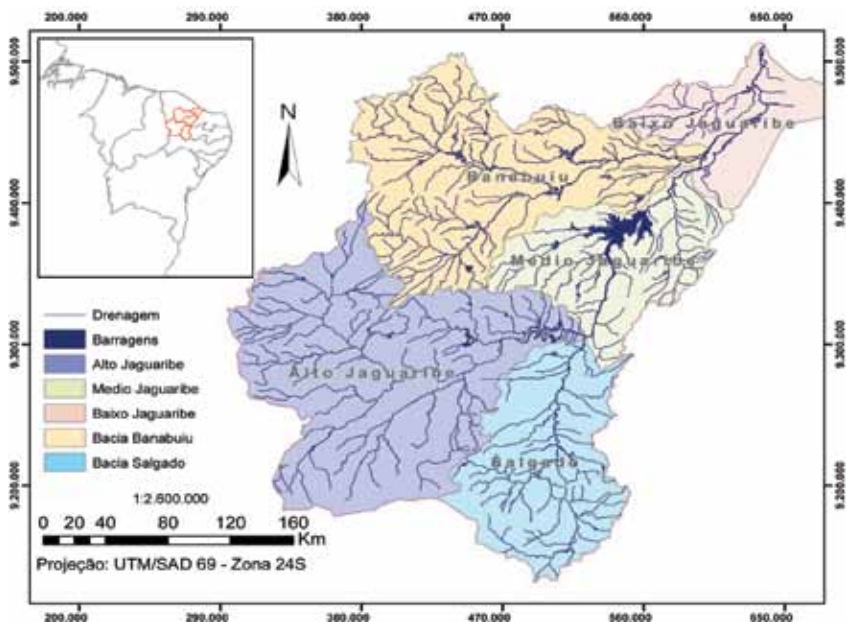 200.000 290.000 380.000 470.000 560.000 650.000
9.500.000
9.500.000
N
Baixo Jaguaribe
Banabuiu
9.400.000
9.400.000
Medio Jaguaribe
Drenagem
Barragens
Alto Jaguaribe
Medio Jaguaribe
Baixo Jaguaribe
Bacia Banabuiu
Bacia Salgado
9.300.000
9.300.000
Alto Jaguaribe
Salgado
9.200.000
9.200.000
1:2.600.000
0 20 40 80 120 160
Km
Projeção: UTM/SAD 69 - Zona 24S
200.000 290.000 380.000 470.000 560.000 650.000